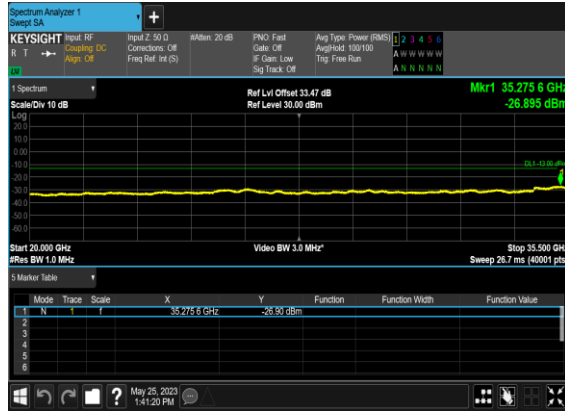 Spectrum Analyzer 1
Swept SA
+
KEYSIGHT Input: RF Input Z: 50 Ω #Atten: 20 dB PNO: Fast Avg Type: Power (RMS) 1 2 3 4 5 6
R T Coupling: DC Corrections: Off Gate: Off Avg|Hold: 100/100 A W W W W W
Align: Off Freq Ref: Int (S) IF Gain: Low Trig: Free Run
Sig Track: Off A N N N N N
1 Spectrum Ref Lvl Offset 33.47 dB Mkr1 35.275 6 GHz
Scale/Div 10 dB Ref Level 30.00 dBm -26.895 dBm
Log
20.0
10.0
0.00
-10.0
DL1 -13.00 dBm
1
-20.0
-30.0
-40.0
-50.0
-60.0
Start 20.000 GHz Video BW 3.0 MHz* Stop 35.500 GHz
#Res BW 1.0 MHz Sweep 26.7 ms (40001 pts)
5 Marker Table
Mode Trace Scale X Y Function Function Width Function Value
1 N 1 f 35.275 6 GHz -26.90 dBm
2
3
4
5
6
? May 25, 2023
1:41:20 PM